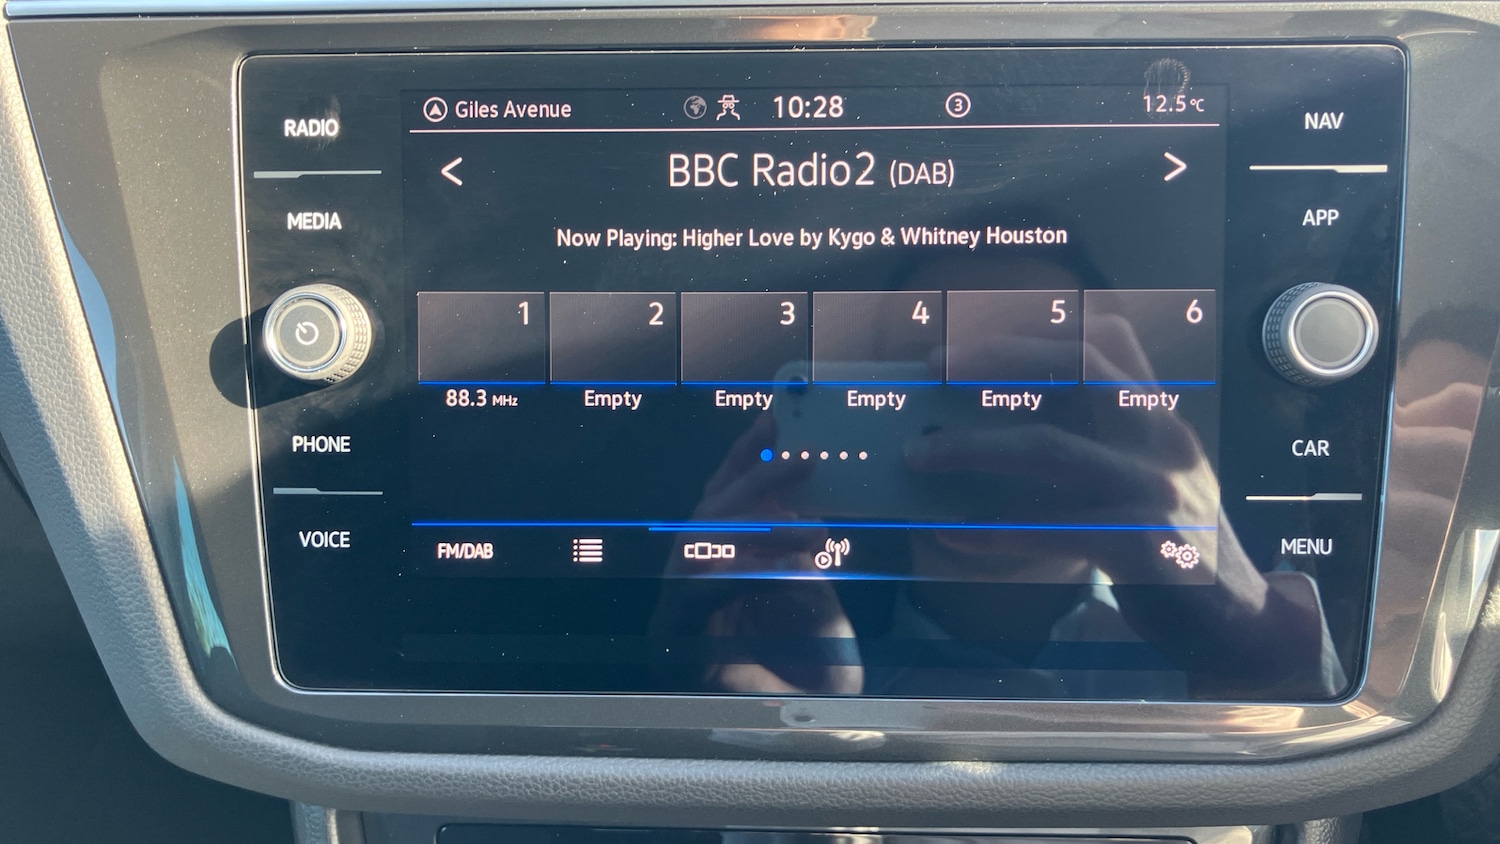 RADIO
MEDIA
PHONE
VOICE
Giles Avenue 10:28 3 12.5°C
< BBC Radio2 (DAB) >
Now Playing: Higher Love by Kygo & Whitney Houston
1 2 3 4 5 6
88.3 MHz Empty Empty Empty Empty Empty
FM/DAB
NAV
APP
CAR
MENU